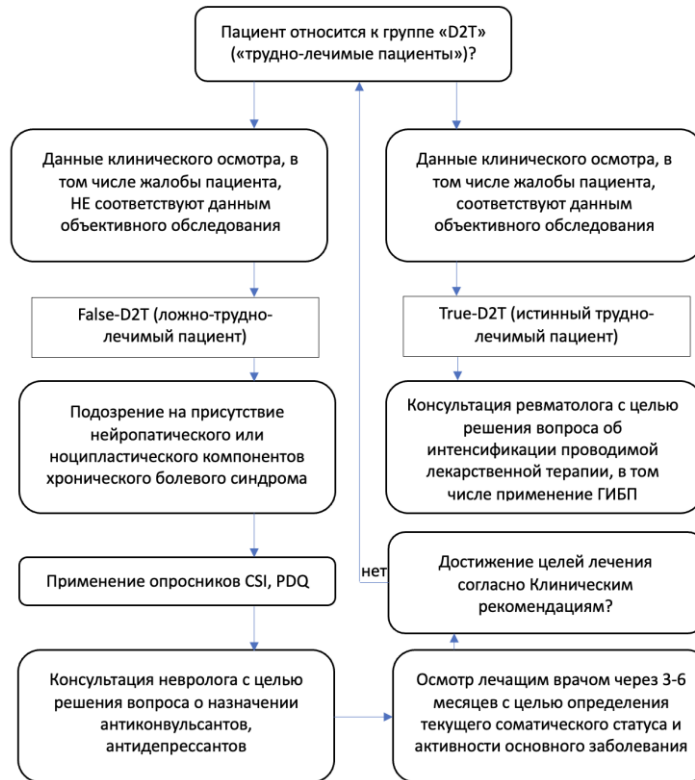 Пациент относится к группе «D2T»
(«трудно-лечимые пациенты»)?
Данные клинического осмотра, в
том числе жалобы пациента,
НЕ соответствуют данным
объективного обследования
Данные клинического осмотра, в
том числе жалобы пациента,
соответствуют данным
объективного обследования
False-D2T (ложно-трудно-
лечимый пациент)
True-D2T (истинный трудно-
лечимый пациент)
Подозрение на присутствие
нейропатического или
ноципластического компонентов
хронического болевого синдрома
Консультация ревматолога с целью
решения вопроса об
интенсификации проводимой
лекарственной терапии, в том
числе применение ГИБП
Применение опросников CSI, PDQ
нет
Достижение целей лечения
согласно Клиническим
рекомендациям?
Консультация невролога с целью
решения вопроса о назначении
антиконвульсантов,
антидепрессантов
Осмотр лечащим врачом через 3-6
месяцев с целью определения
текущего соматического статуса и
активности основного заболевания